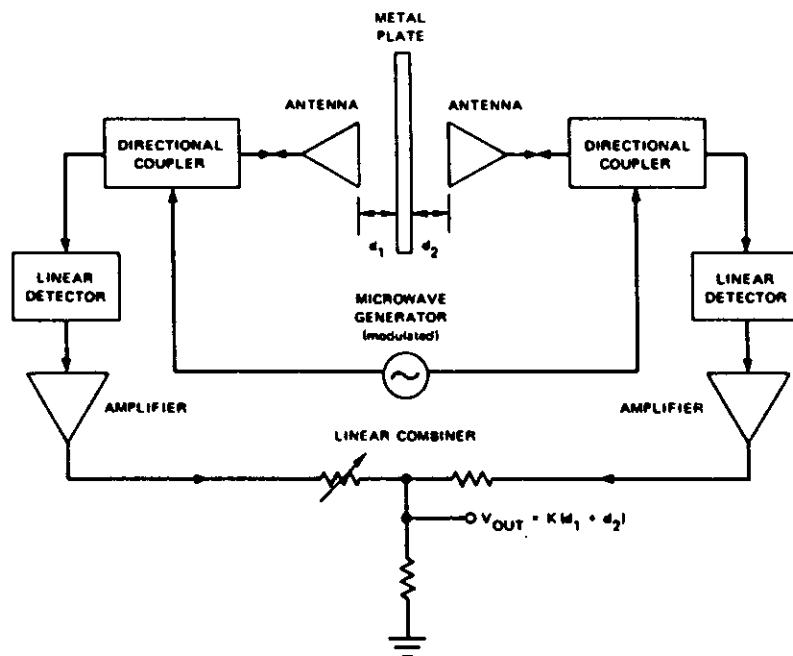 METAL
PLATE
ANTENNA
ANTENNA
DIRECTIONAL
COUPLER
DIRECTIONAL
COUPLER
d1
d2
LINEAR
DETECTOR
LINEAR
DETECTOR
MICROWAVE
GENERATOR
(modulated)
AMPLIFIER
AMPLIFIER
LINEAR COMBINER
VOUT = K(d1 + d2)